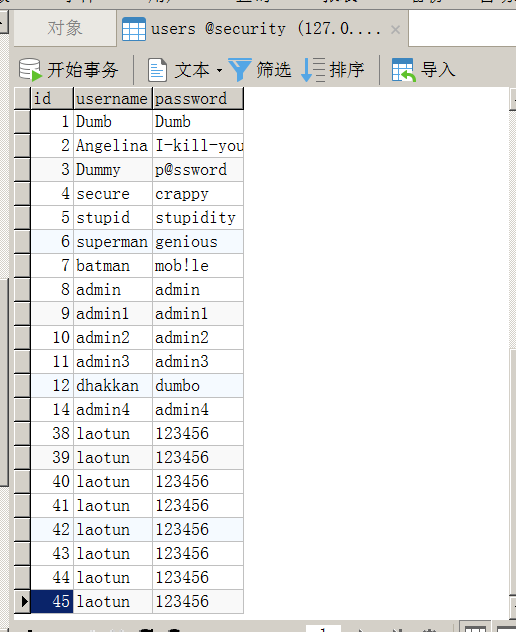 对象 users @security (127.0....
开始事务 文本 筛选 排序 导入
id username password
1 Dumb Dumb
2 Angelina I-kill-you
3 Dummy p@ssword
4 secure crappy
5 stupid stupidity
6 superman genious
7 batman mob!le
8 admin admin
9 admin1 admin1
10 admin2 admin2
11 admin3 admin3
12 dhakkan dumbo
14 admin4 admin4
38 laotun 123456
39 laotun 123456
40 laotun 123456
41 laotun 123456
42 laotun 123456
43 laotun 123456
44 laotun 123456
45 laotun 123456